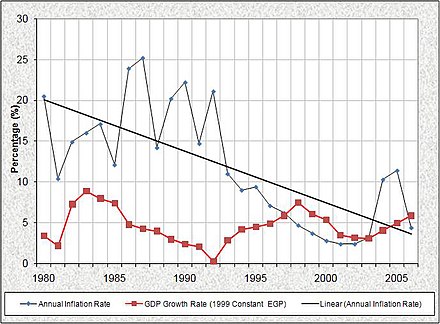 30
25
20
15
10
5
0
Percentage (%)
1980 1985 1990 1995 2000 2005
Annual Inflation Rate GDP Growth Rate (1999 Constant EGP) Linear (Annual Inflation Rate)